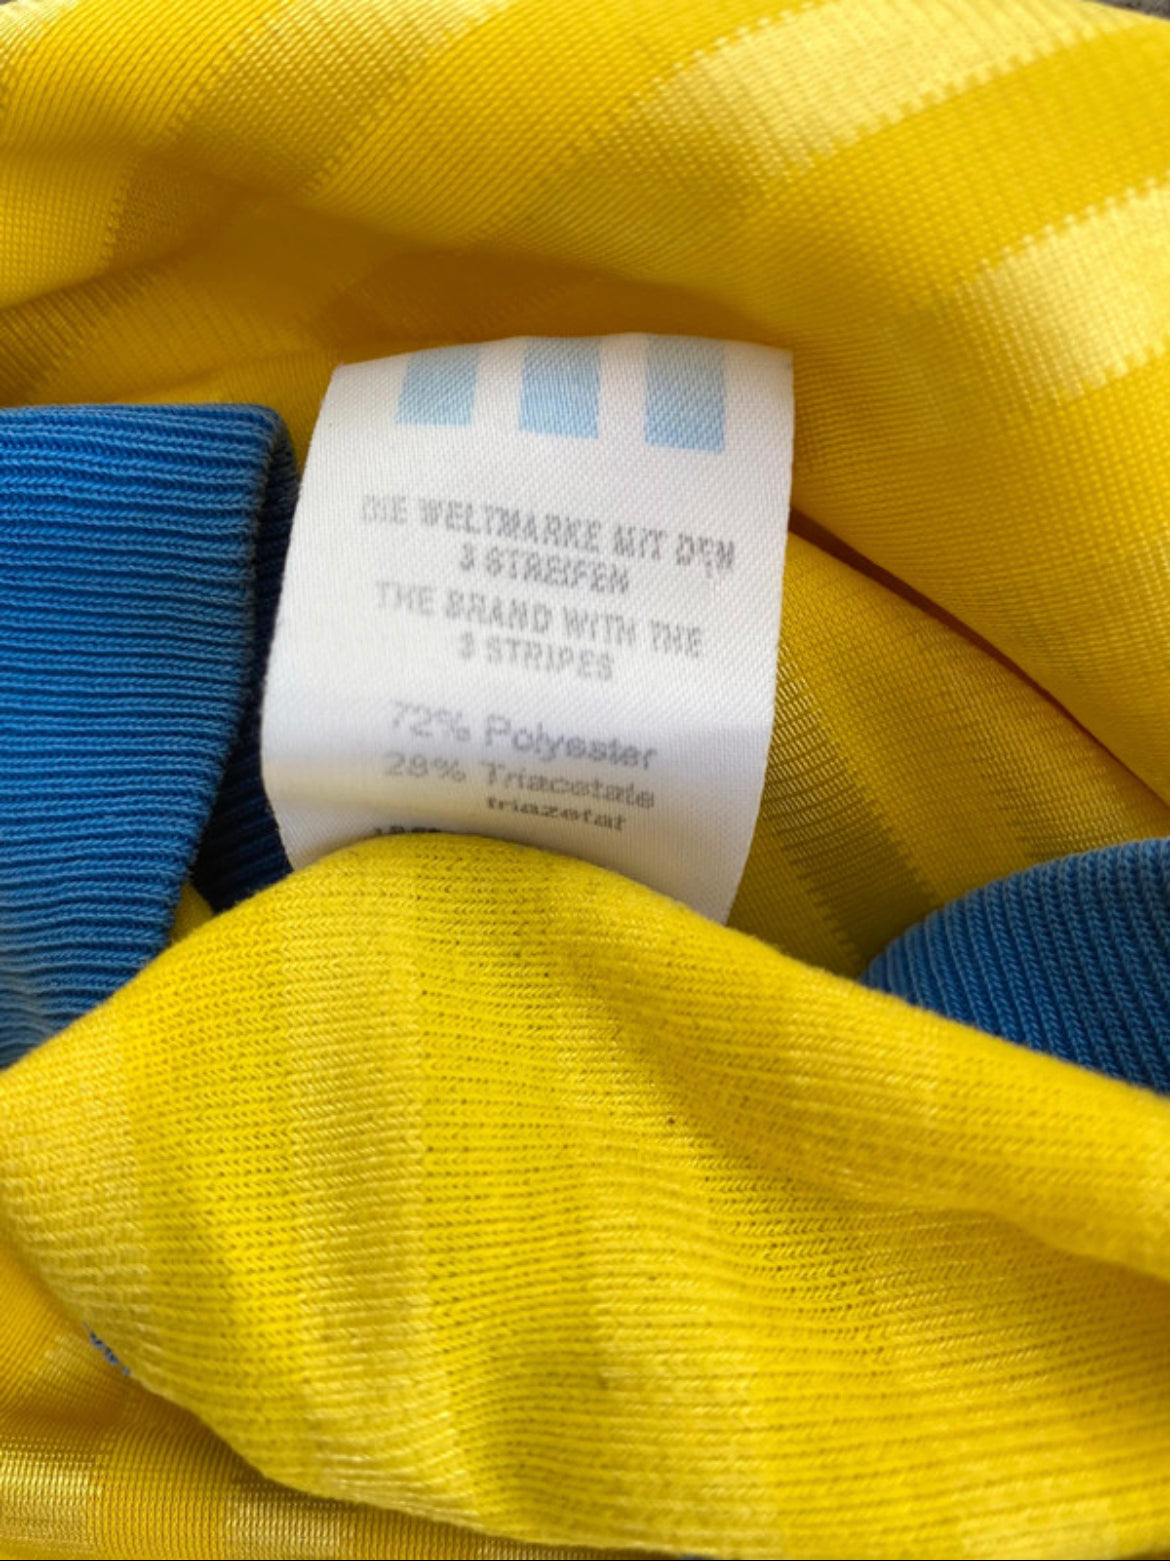 DIE WELTMARKE MIT DEN
3 STREIFEN
THE BRAND WITH THE
3 STRIPES
72% Polyester
28% Triacetate
triazetat